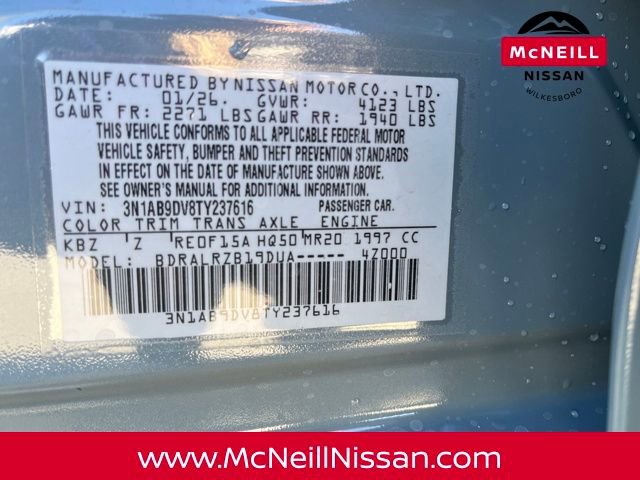 McNEILL
NISSAN
WILKESBORO
MANUFACTURED BY NISSAN MOTOR CO., LTD.
DATE: 01/26. GVWR: 4123 LBS
GAWR FR: 2271 LBS GAWR RR: 1940 LBS
THIS VEHICLE CONFORMS TO ALL APPLICABLE FEDERAL MOTOR
VEHICLE SAFETY, BUMPER AND THEFT PREVENTION STANDARDS
IN EFFECT ON THE DATE OF MANUFACTURE SHOWN ABOVE.
SEE OWNER'S MANUAL FOR ADDITIONAL INFORMATION.
VIN: 3N1AB9DV8TY237616 PASSENGER CAR.
COLOR TRIM TRANS AXLE ENGINE
KBZ Z RE0F15A HQ50 MR20 1997 CC
MODEL: BDRALRZB19DUA----- 4Z000
3N1AB9DV8TY237616
www.McNeillNissan.com